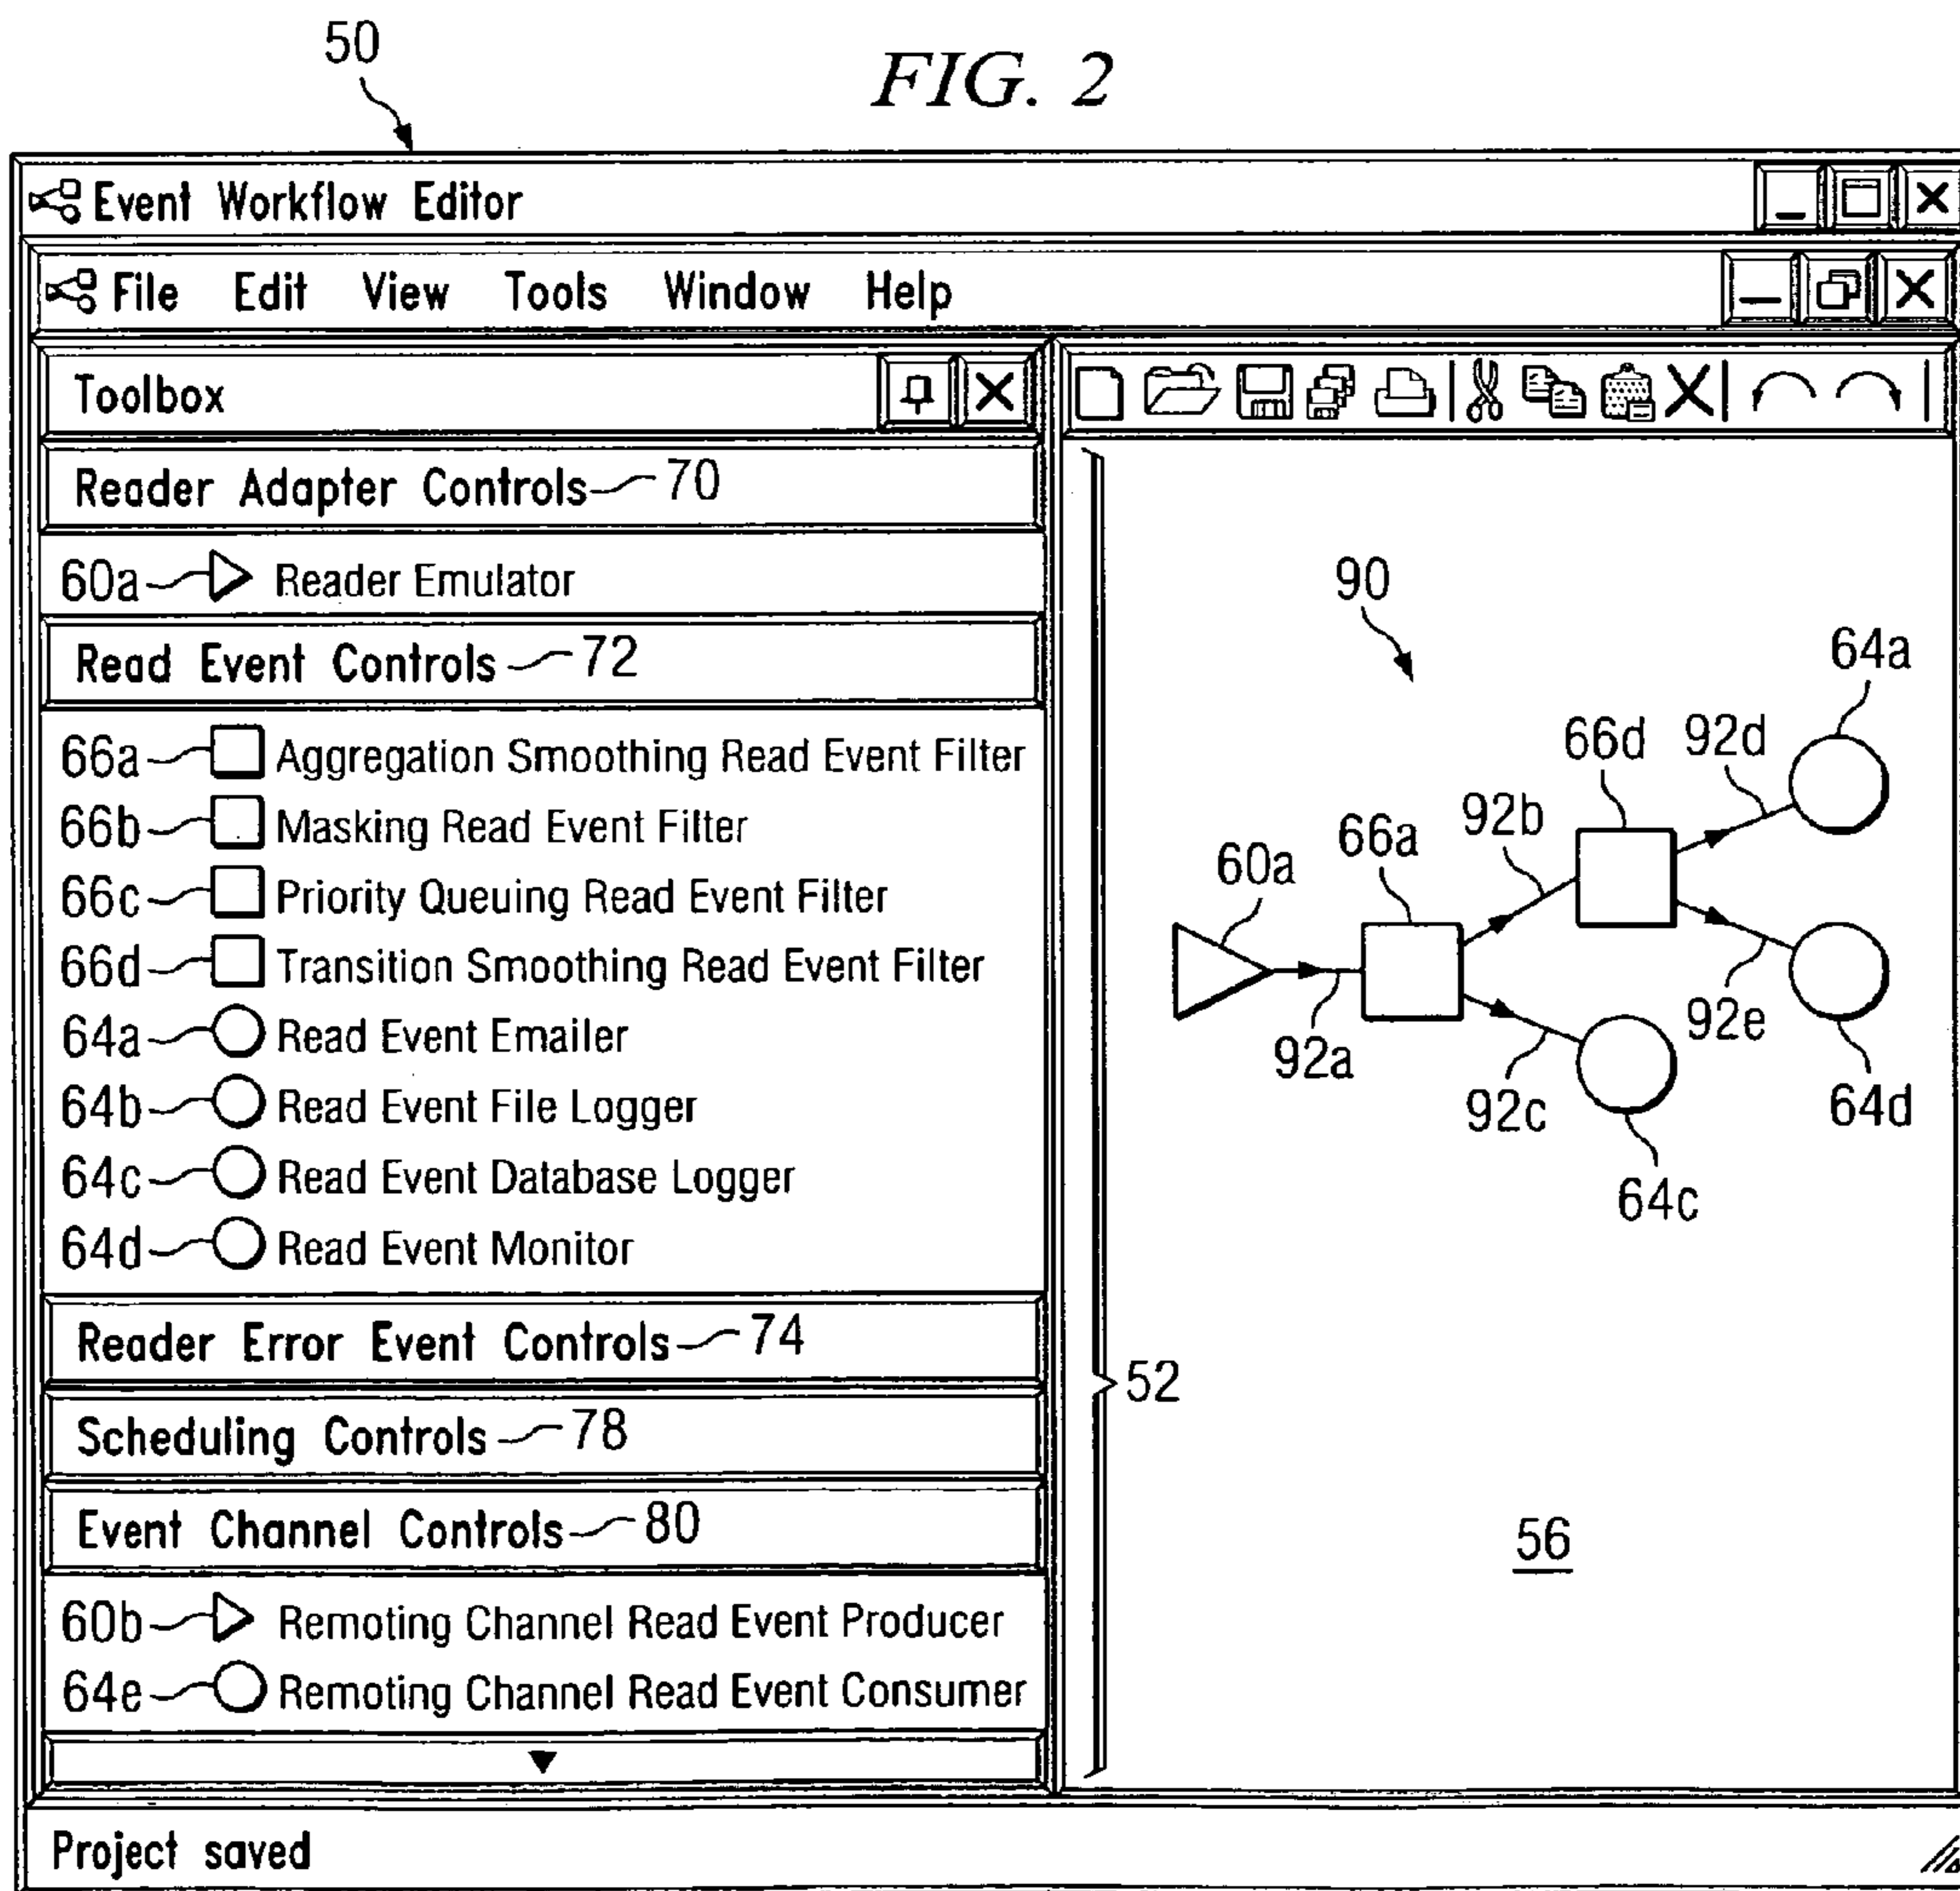 50
FIG. 2
Event Workflow Editor
File Edit View Tools Window Help
Toolbox
Reader Adapter Controls 70
60a Reader Emulator
Read Event Controls 72
66a Aggregation Smoothing Read Event Filter
66b Masking Read Event Filter
66c Priority Queuing Read Event Filter
66d Transition Smoothing Read Event Filter
64a Read Event Emailer
64b Read Event File Logger
64c Read Event Database Logger
64d Read Event Monitor
Reader Error Event Controls 74
Scheduling Controls 78
Event Channel Controls 80
60b Remoting Channel Read Event Producer
64e Remoting Channel Read Event Consumer
Project saved
52
90
64a
66d 92d
92b
66a
60a
92e
92a
92c
64d
64c
56